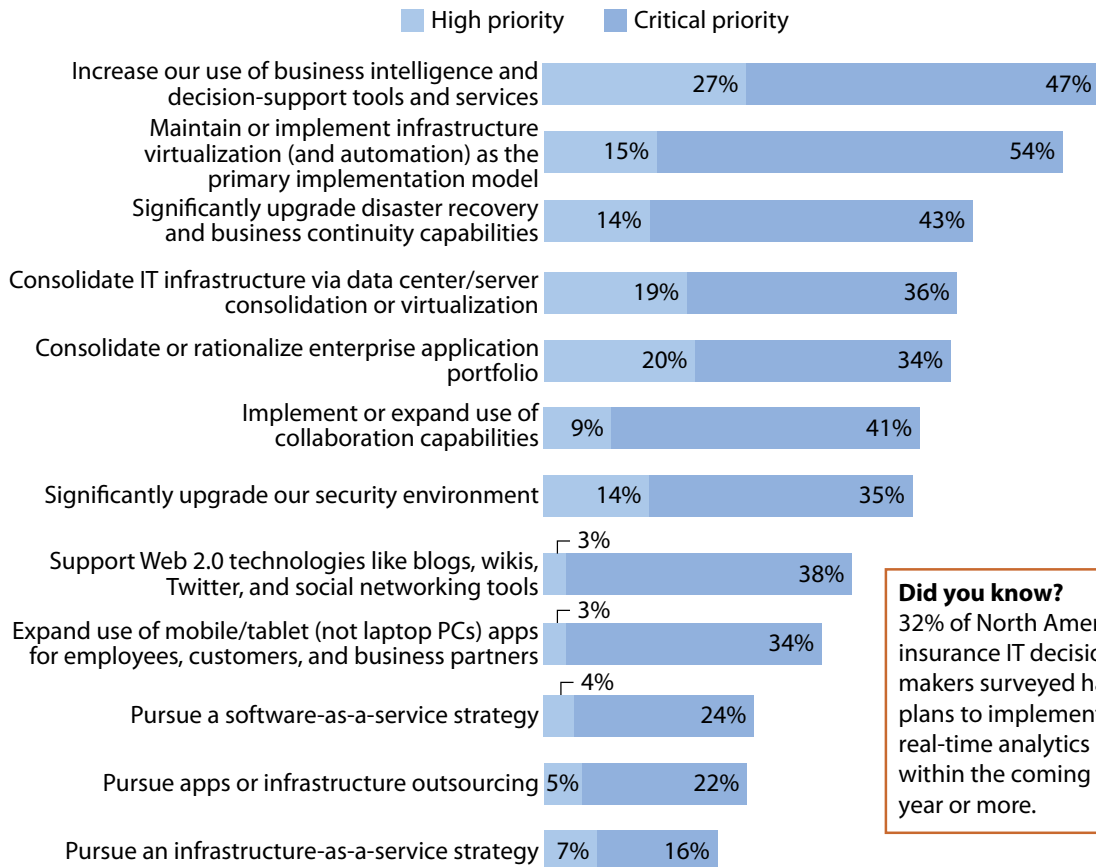 High priority Critical priority
Increase our use of business intelligence and
decision-support tools and services
27% 47%
Maintain or implement infrastructure
virtualization (and automation) as the
primary implementation model
15% 54%
Significantly upgrade disaster recovery
and business continuity capabilities
14% 43%
Consolidate IT infrastructure via data center/server
consolidation or virtualization
19% 36%
Consolidate or rationalize enterprise application
portfolio
20% 34%
Implement or expand use of
collaboration capabilities
9% 41%
Significantly upgrade our security environment
14% 35%
Support Web 2.0 technologies like blogs, wikis,
Twitter, and social networking tools
3%
38%
Expand use of mobile/tablet (not laptop PCs) apps
for employees, customers, and business partners
3%
34%
Pursue a software-as-a-service strategy
4%
24%
Pursue apps or infrastructure outsourcing
5% 22%
Pursue an infrastructure-as-a-service strategy
7% 16%
Did you know?
32% of North Amer
insurance IT decisio
makers surveyed ha
plans to implement
real-time analytics
within the coming
year or more.